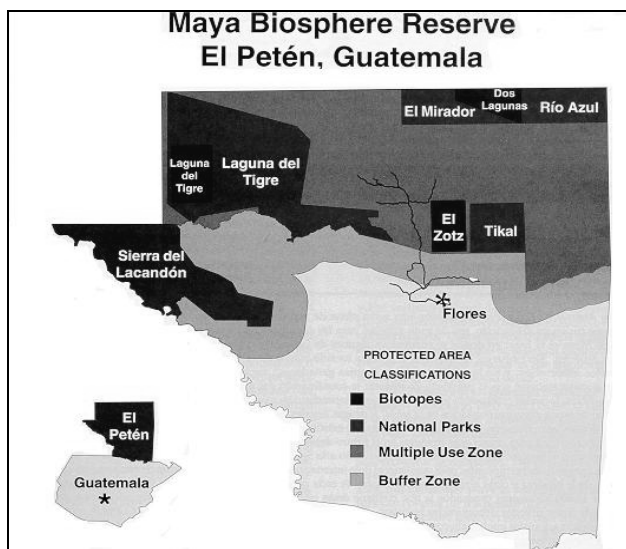 Maya Biosphere Reserve
El Petén, Guatemala
Dos
Lagunas
El Mirador
Río Azul
Laguna
del
Tigre
Laguna del
Tigre
El
Zotz
Tikal
Sierra del
Lacandón
Flores
PROTECTED AREA
CLASSIFICATIONS
Biotopes
National Parks
Multiple Use Zone
Buffer Zone
El
Petén
Guatemala